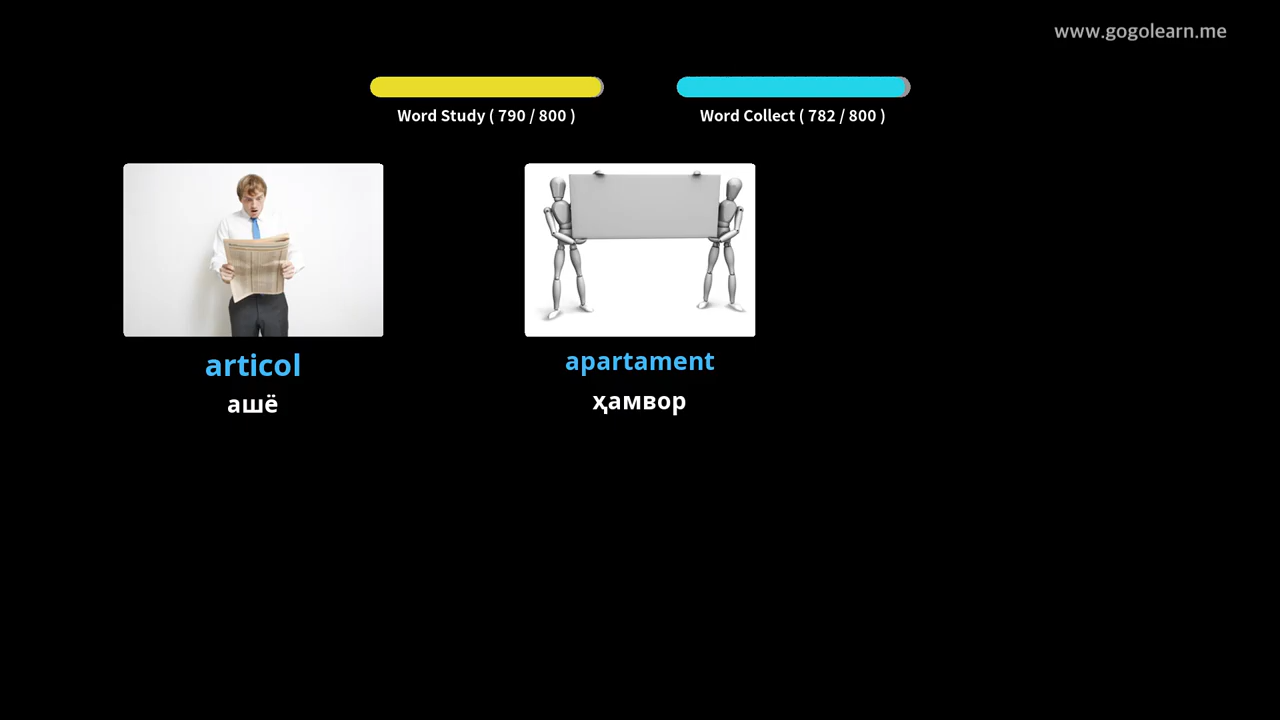 www.gogolearn.me
Word Study ( 790 / 800 )
Word Collect ( 782 / 800 )
articol
apartament
ашё
ҳамвор